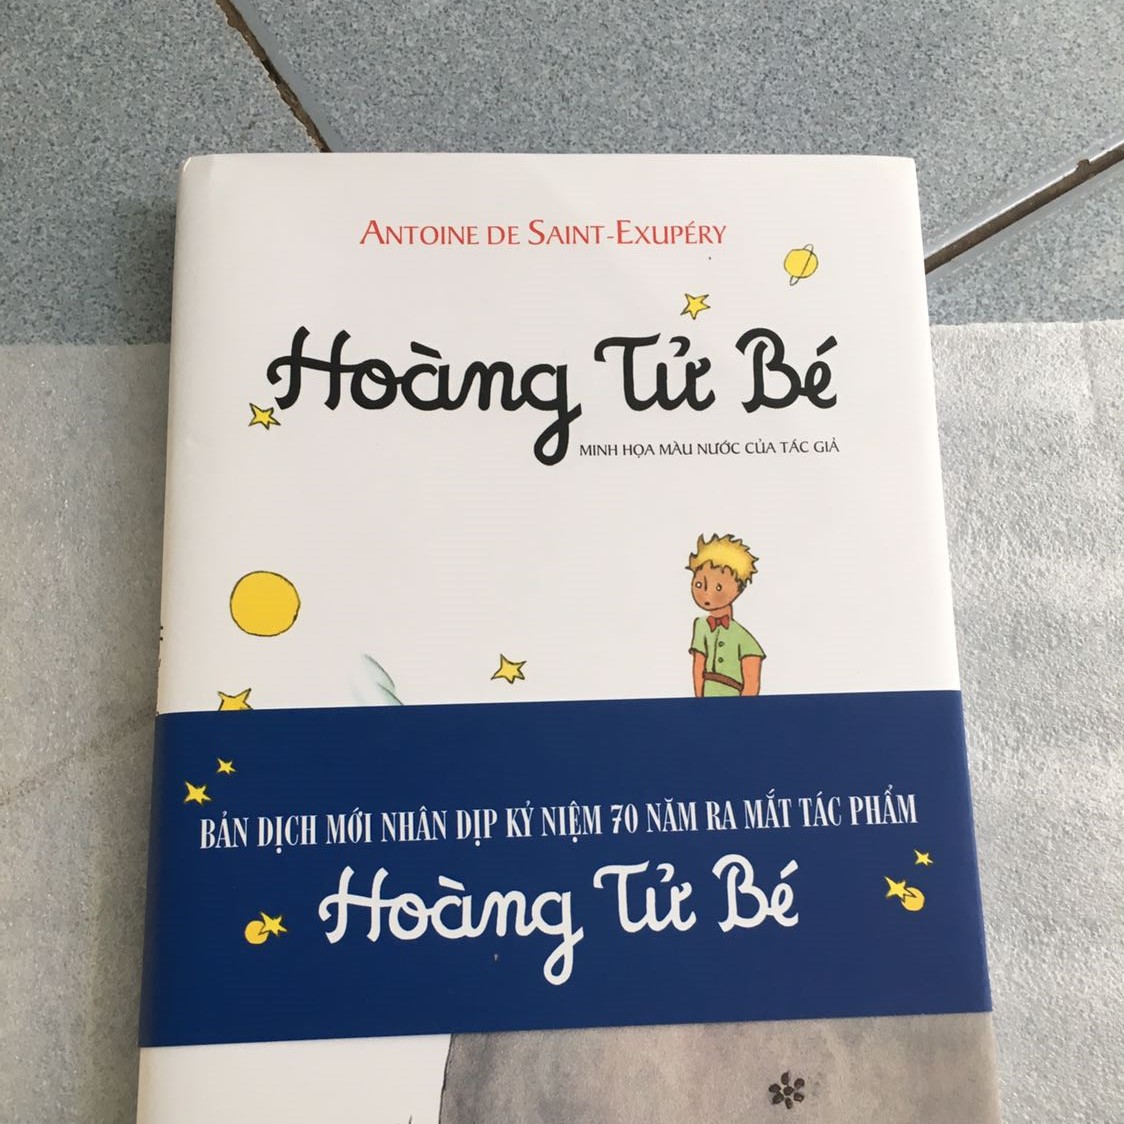 ANTOINE DE SAINT-EXUPÉRY
Hoàng Tử Bé
MINH HỌA MÀU NƯỚC CỦA TÁC GIẢ
BẢN DỊCH MỚI NHÂN DỊP KỶ NIỆM 70 NĂM RA MẮT TÁC PHẨM
Hoàng Tử Bé